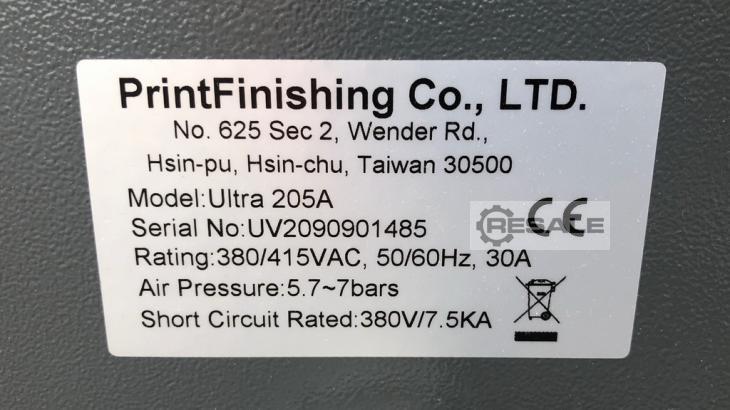 PrintFinishing Co., LTD.
No. 625 Sec 2, Wender Rd.,
Hsin-pu, Hsin-chu, Taiwan 30500
Model:Ultra 205A
Serial No:UV2090901485
RESALE
CE
Rating:380/415VAC, 50/60Hz, 30A
Air Pressure:5.7~7bars
Short Circuit Rated:380V/7.5KA